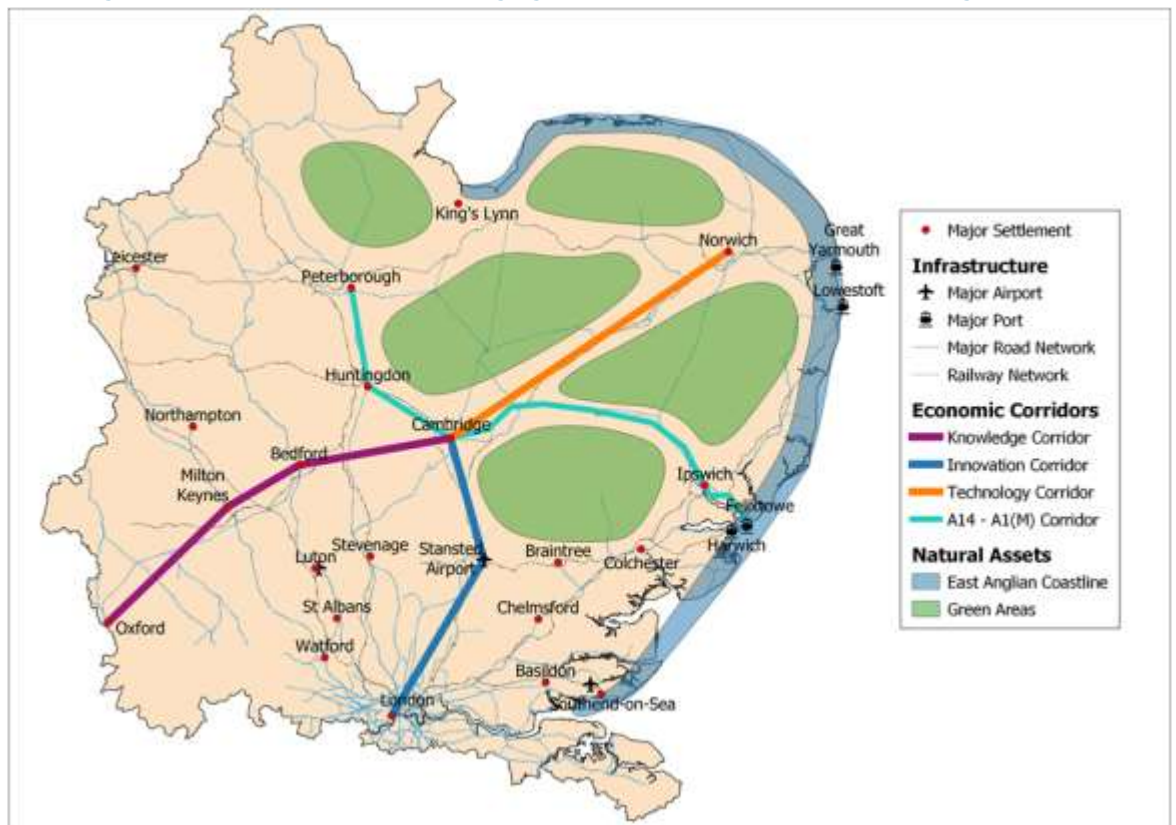 King's Lynn
Norwich
Great
Yarmouth
Lowestoft
Leicester
Peterborough
Huntingdon
Northampton
Cambridge
Bedford
Milton
Keynes
Ipswich
Felixstowe
Harwich
Luton
Stevenage
Stansted
Airport
Braintree
Colchester
St Albans
Chelmsford
Oxford
Watford
Basildon
Southend-on-Sea
London
Major Settlement
Infrastructure
Major Airport
Major Port
Major Road Network
Railway Network
Economic Corridors
Knowledge Corridor
Innovation Corridor
Technology Corridor
A14 - A1(M) Corridor
Natural Assets
East Anglian Coastline
Green Areas